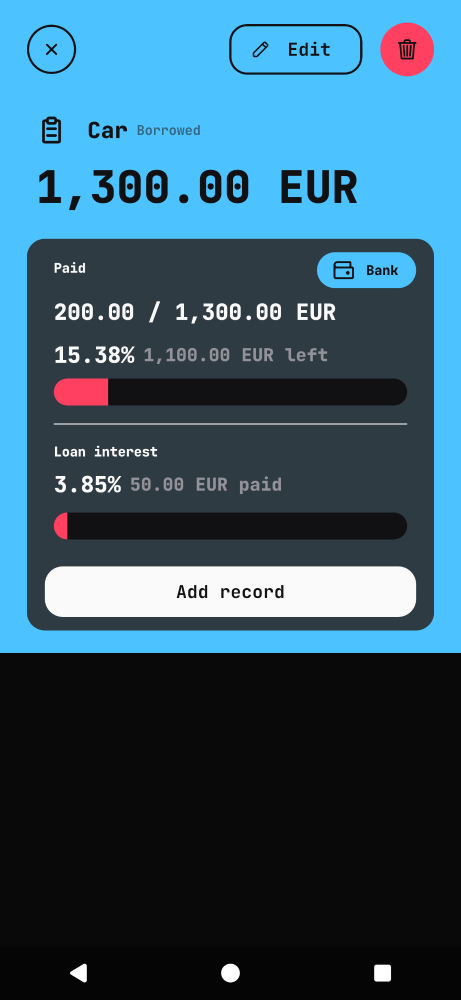 Edit
Car Borrowed
1,300.00 EUR
Paid
Bank
200.00 / 1,300.00 EUR
15.38% 1,100.00 EUR left
Loan interest
3.85% 50.00 EUR paid
Add record